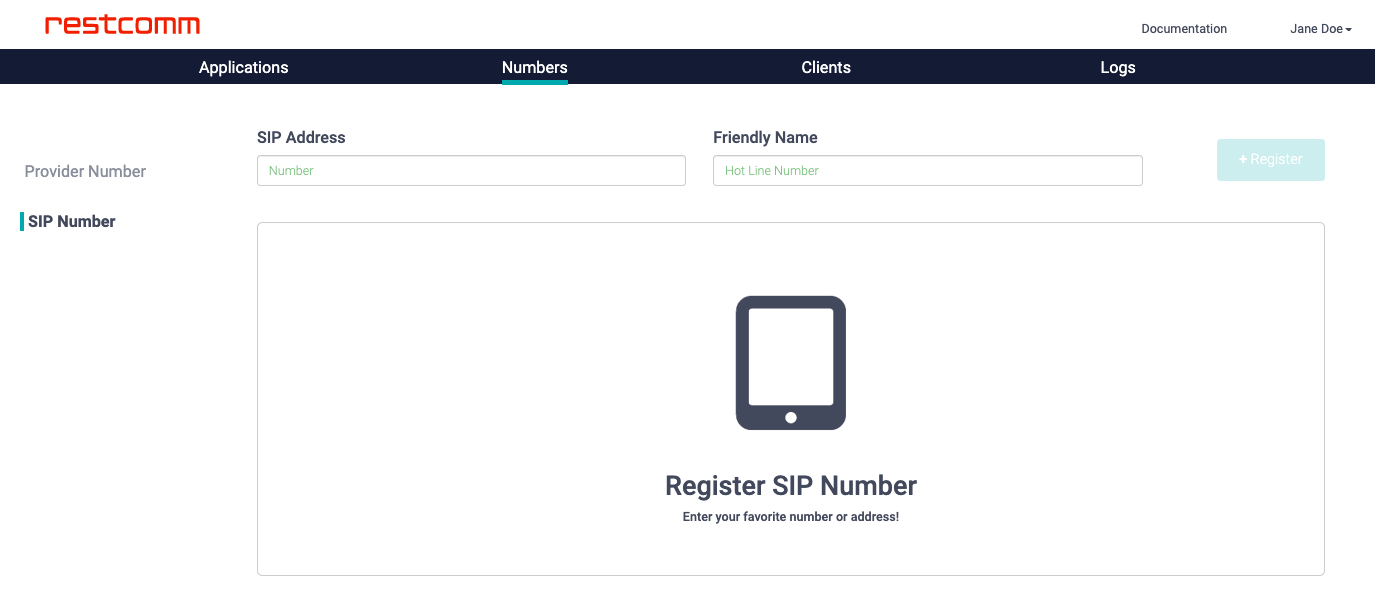 restcomm
Documentation
Jane Doe
Applications
Numbers
Clients
Logs
Provider Number
SIP Number
SIP Address
Number
Friendly Name
Hot Line Number
+ Register
Register SIP Number
Enter your favorite number or address!